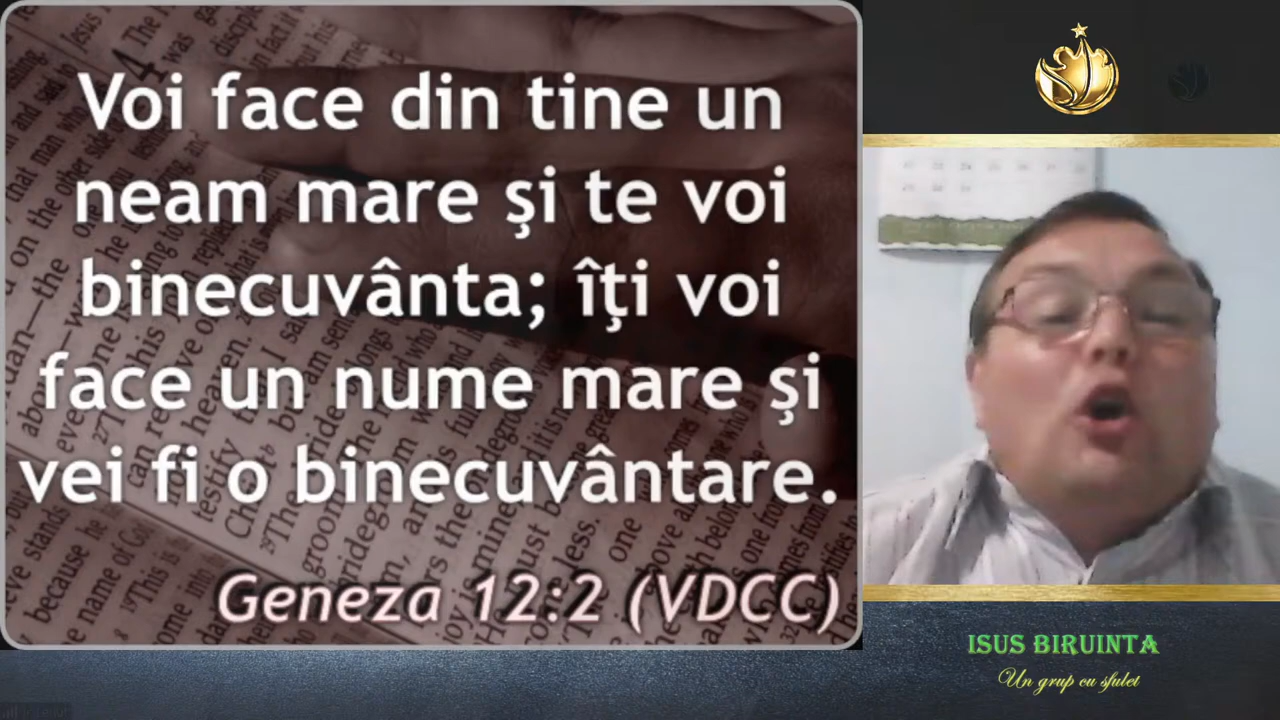 Voi face din tine un
neam mare şi te voi
binecuvânta; îţi voi
face un nume mare şi
vei fi o binecuvântare.
Geneza 12:2 (VDCC)
ISUS BIRUINTA
Un grup cu sfulet